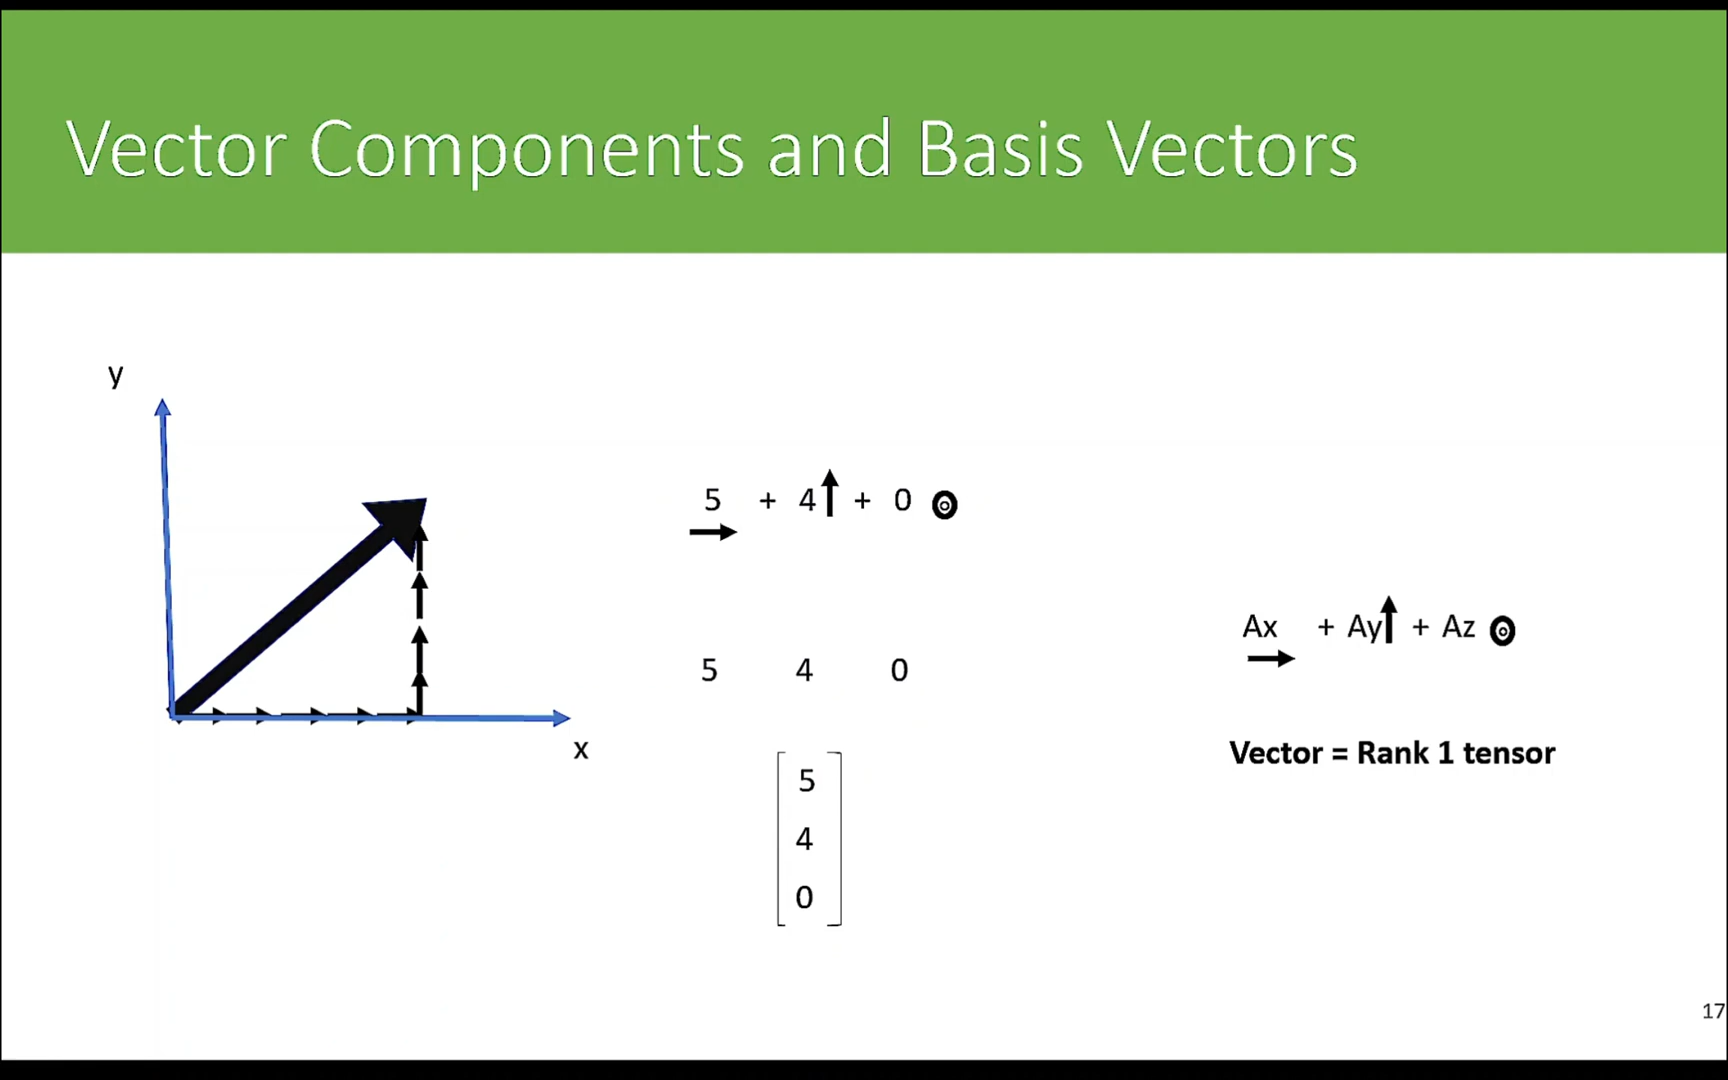 Vector Components and Basis Vectors
y
x
5 + 4 + 0
5 4 0
5
4
0
Ax + Ay + Az
Vector = Rank 1 tensor
17